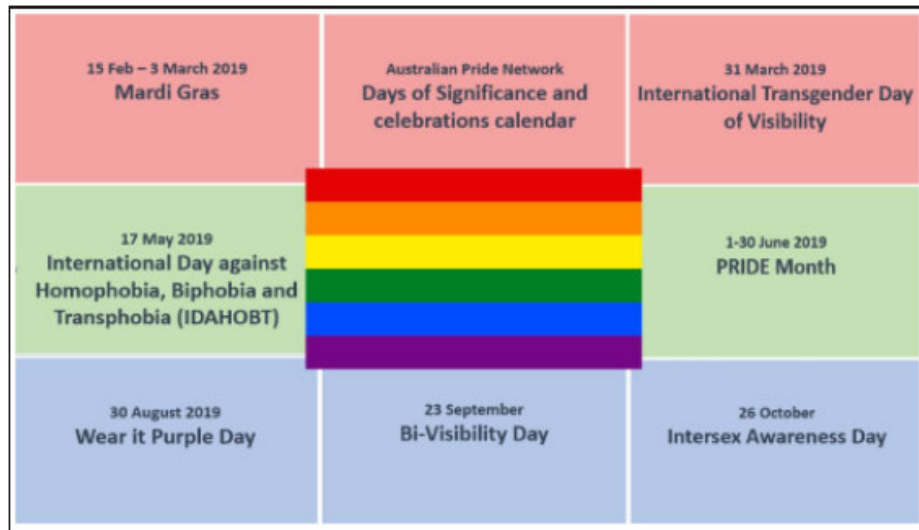 15 Feb – 3 March 2019
Mardi Gras
Australian Pride Network
Days of Significance and
celebrations calendar
31 March 2019
International Transgender Day
of Visibility
17 May 2019
International Day against
Homophobia, Biphobia and
Transphobia (IDAHOBT)
1-30 June 2019
PRIDE Month
30 August 2019
Wear it Purple Day
23 September
Bi-Visibility Day
26 October
Intersex Awareness Day